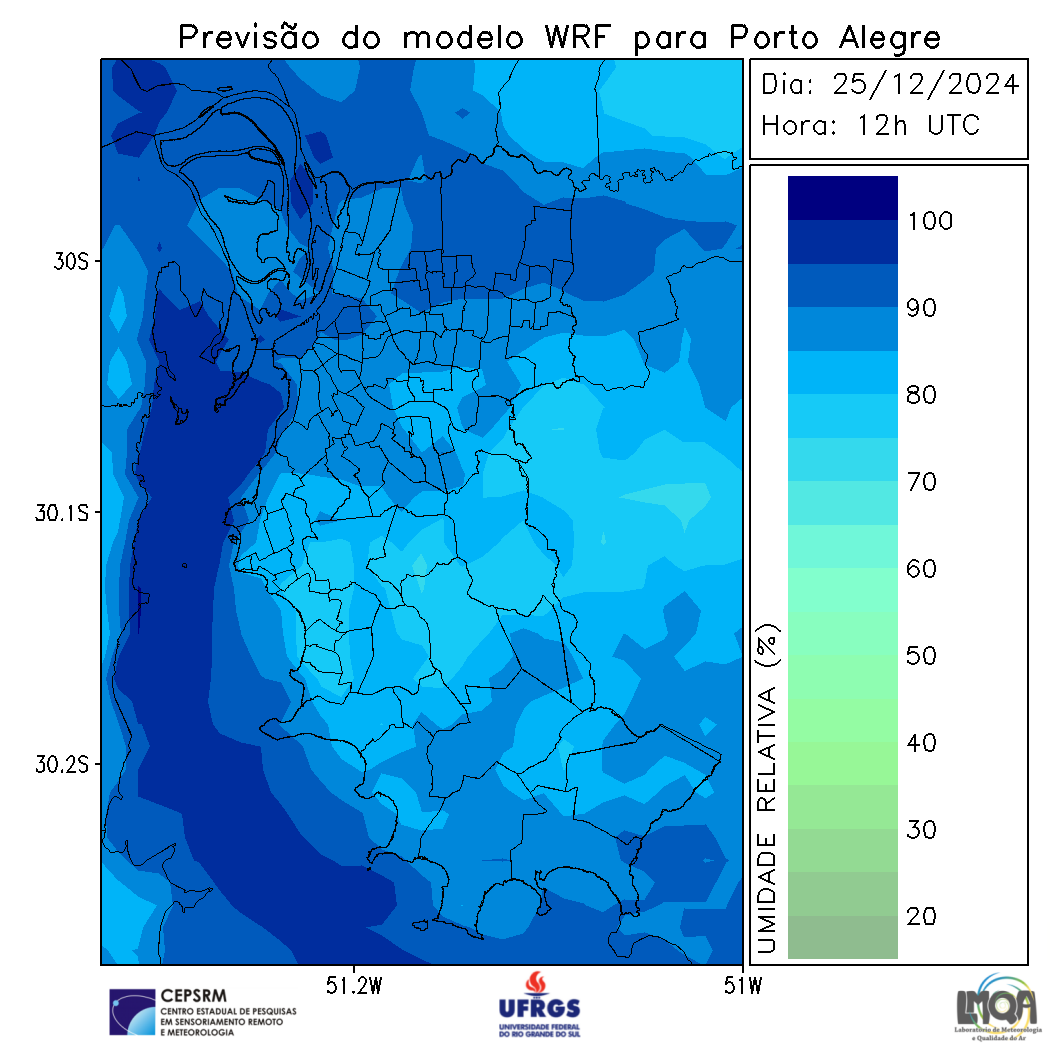 Previsão do modelo WRF para Porto Alegre
Dia: 25/12/2024
Hora: 12h UTC
30S
30.1S
30.2S
51.2W
51W
UMIDADE RELATIVA (%)
100
90
80
70
60
50
40
30
20
CEPSRM
CENTRO ESTADUAL DE PESQUISAS
EM SENSORIAMENTO REMOTO
E METEOROLOGIA
UFRGS
UNIVERSIDADE FEDERAL
DO RIO GRANDE DO SUL
LMQA
Laboratório de Meteorologia
e Qualidade do Ar